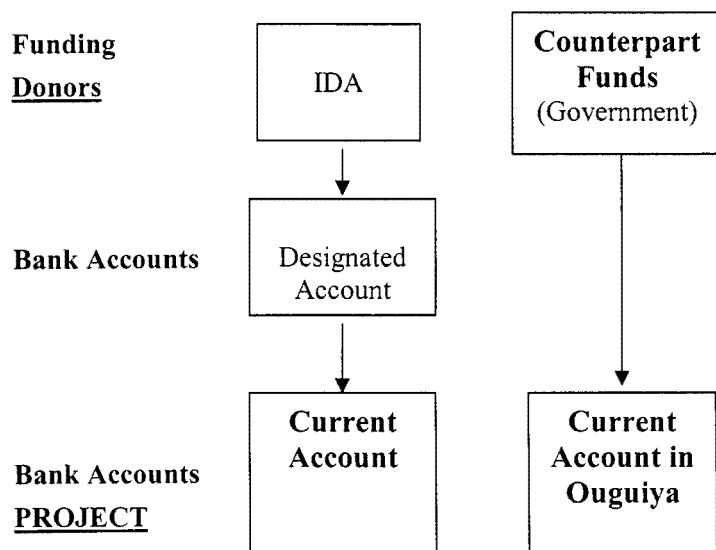 Funding
Donors
IDA
Counterpart
Funds
(Government)
Bank Accounts
Designated
Account
Bank Accounts
PROJECT
Current
Account
Current
Account in
Ouguiya